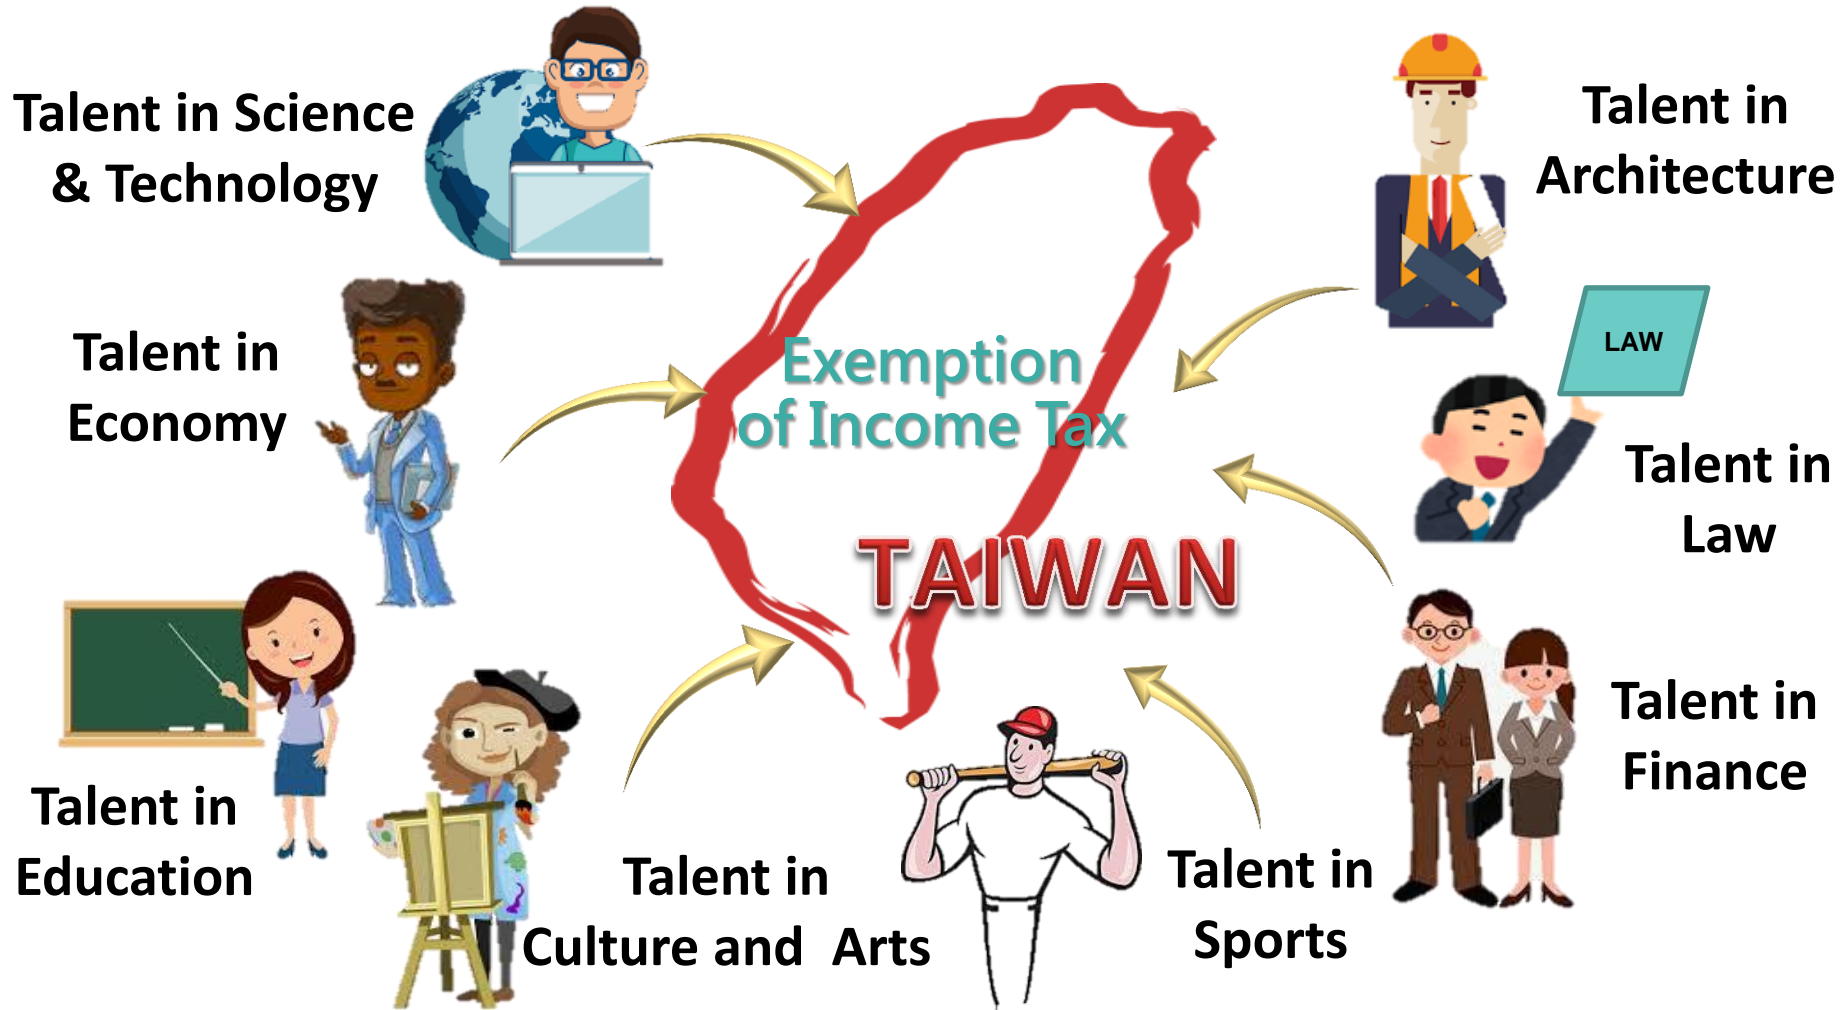 Talent in Science
& Technology
Talent in
Economy
Talent in
Education
Talent in
Culture and Arts
Exemption
of Income Tax
TAIWAN
Talent in
Architecture
LAW
Talent in
Law
Talent in
Finance
Talent in
Sports